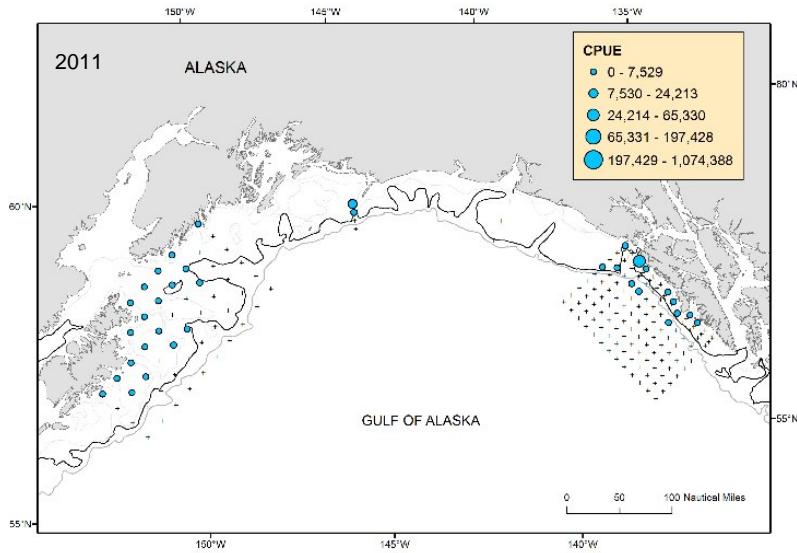 150°W 145°W 140°W 135°W
2011
ALASKA
CPUE
0 - 7,529
7,530 - 24,213
24,214 - 65,330
65,331 - 197,428
197,429 - 1,074,388
60°N
60°N
GULF OF ALASKA
55°N
0 50 100 Nautical Miles
55°N
150°W 145°W 140°W